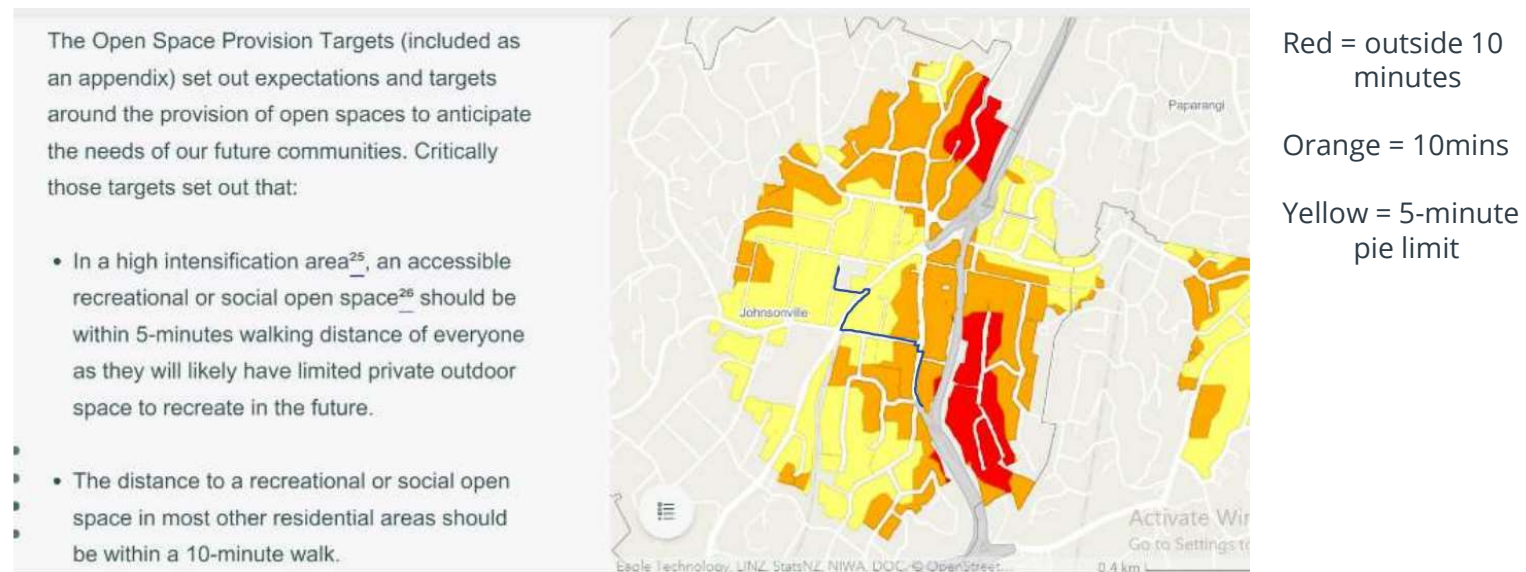 The Open Space Provision Targets (included as
an appendix) set out expectations and targets
around the provision of open spaces to anticipate
the needs of our future communities. Critically
those targets set out that:
• In a high intensification area²⁵, an accessible
recreational or social open space²⁶ should be
within 5-minutes walking distance of everyone
as they will likely have limited private outdoor
space to recreate in the future.
• The distance to a recreational or social open
space in most other residential areas should
be within a 10-minute walk.
Paparangi
Johnsonville
Activate Wi
Go to Settings t
Eagle Technology, LINZ, StatsNZ, NIWA, DOC, © OpenStreet...
0.4 km
Red = outside 10
minutes
Orange = 10mins
Yellow = 5-minute
pie limit